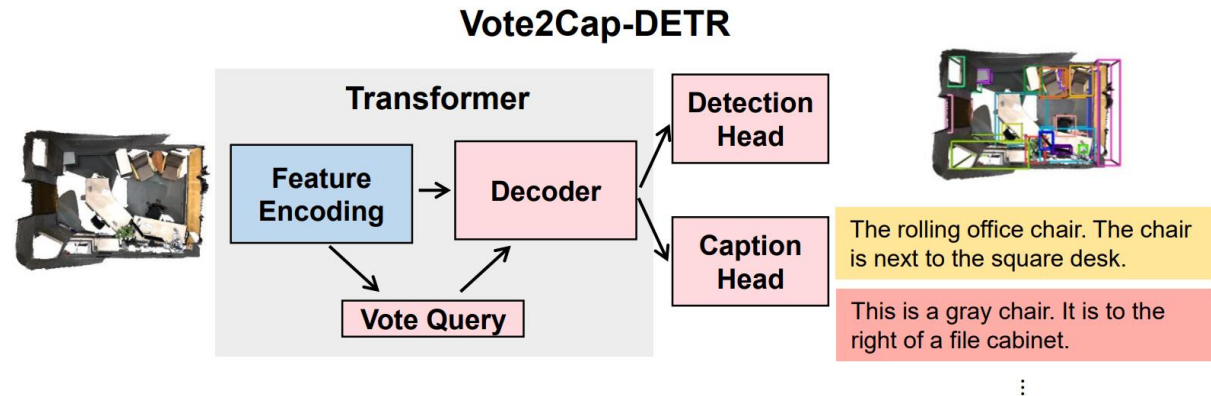 Vote2Cap-DETR
Transformer
Feature
Encoding
Decoder
Vote Query
Detection
Head
Caption
Head
The rolling office chair. The chair
is next to the square desk.
This is a gray chair. It is to the
right of a file cabinet.
⋮